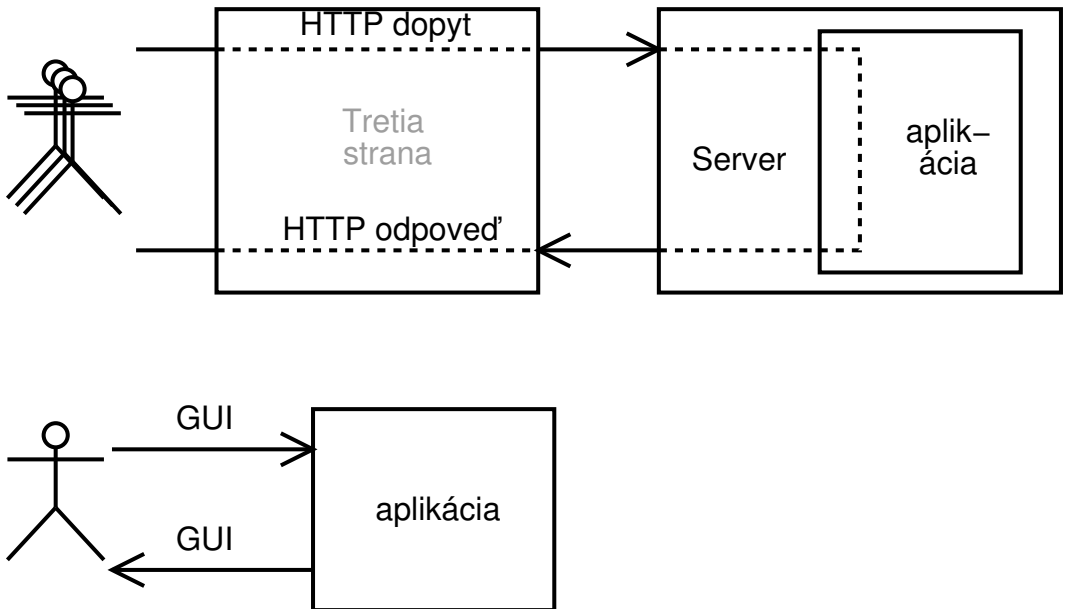 HTTP dopyt
Tretia
strana
HTTP odpoveď
Server
aplik–
ácia
GUI
aplikácia
GUI